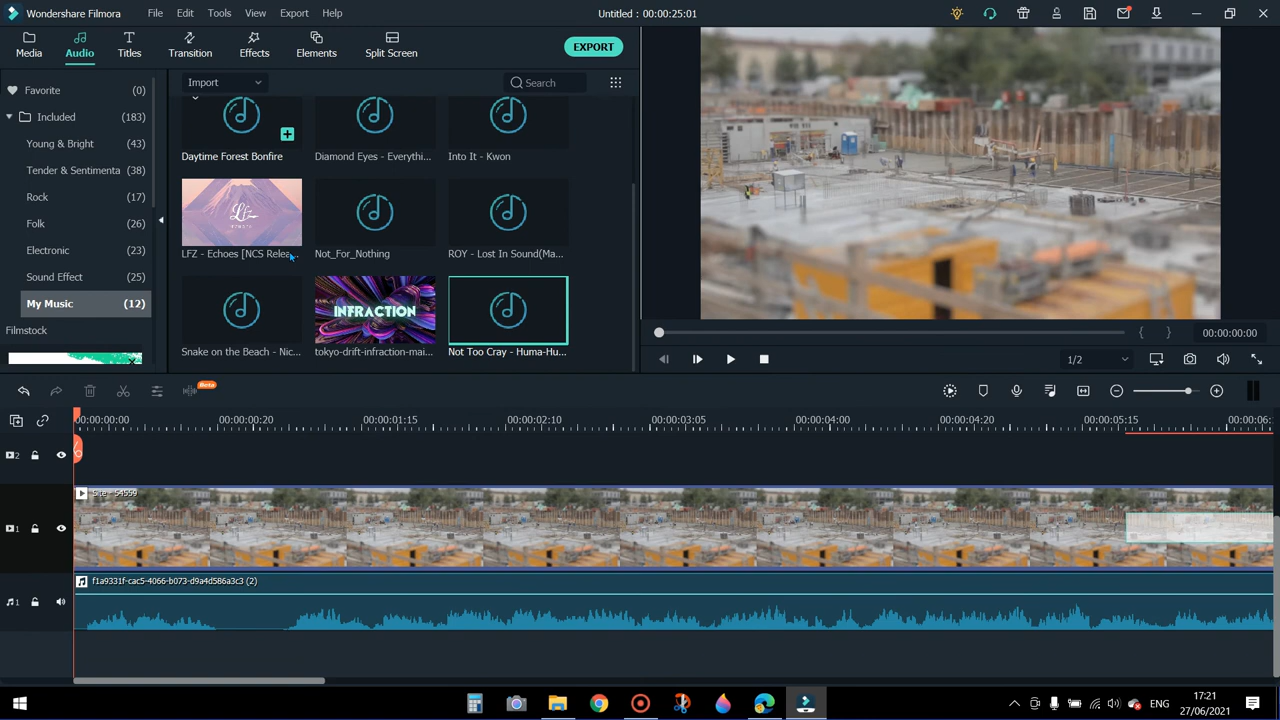 Wondershare Filmora
File
Edit
Tools
View
Export
Help
Untitled : 00:00:25:01
Media
Audio
Titles
Transition
Effects
Elements
Split Screen
EXPORT
Favorite (0)
Included (183)
Young & Bright (43)
Tender & Sentimenta (38)
Rock (17)
Folk (26)
Electronic (23)
Sound Effect (25)
My Music (12)
Filmstock
Import
Search
Daytime Forest Bonfire
Diamond Eyes - Everythi...
Into It - Kwon
Lfz
LFZ - Echoes [NCS Relea...
Not_For_Nothing
ROY - Lost In Sound(Ma...
INFRACTION
Snake on the Beach - Nic...
tokyo-drift-infraction-mai...
Not Too Cray - Huma-Hu...
00:00:00:00
1/2
Beta
00:00:00:00
00:00:00:20
00:00:01:15
00:00:02:10
00:00:03:05
00:00:04:00
00:00:04:20
00:00:05:15
00:00:06:
2
Site - 54559
1
f1a9331f-cac5-4066-b073-d9a4d586a3c3 (2)
1
ENG
17:21
27/06/2021